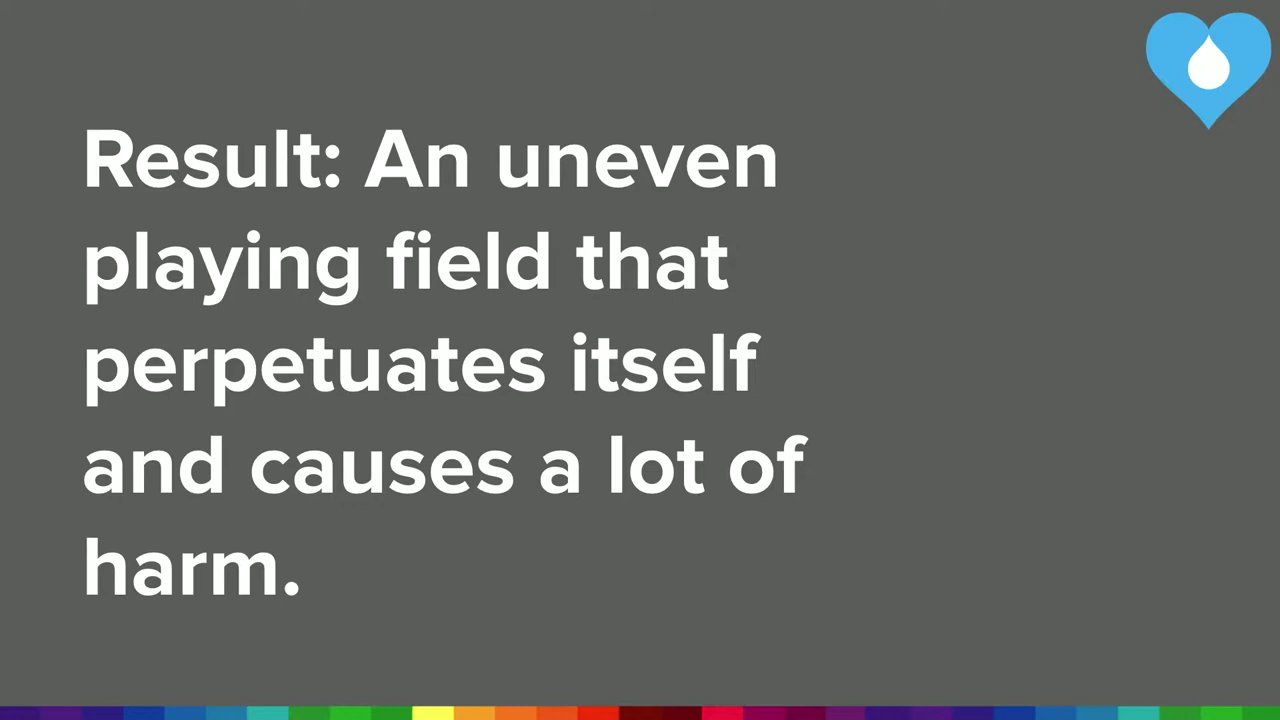 Result: An uneven
playing field that
perpetuates itself
and causes a lot of
harm.